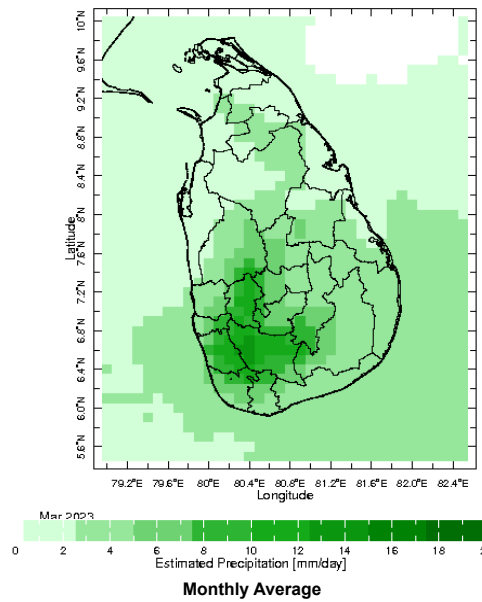 10°N
9.6°N
9.2°N
8.8°N
8.4°N
8°N
7.6°N
7.2°N
6.8°N
6.4°N
6.0°N
5.6°N
Latitude
79.2°E 79.6°E 80°E 80.4°E 80.8°E 81.2°E 81.6°E 82.0°E 82.4°E
Longitude
Mar 2023
0 2 4 6 8 10 12 14 16 18
Estimated Precipitation [mm/day]
Monthly Average